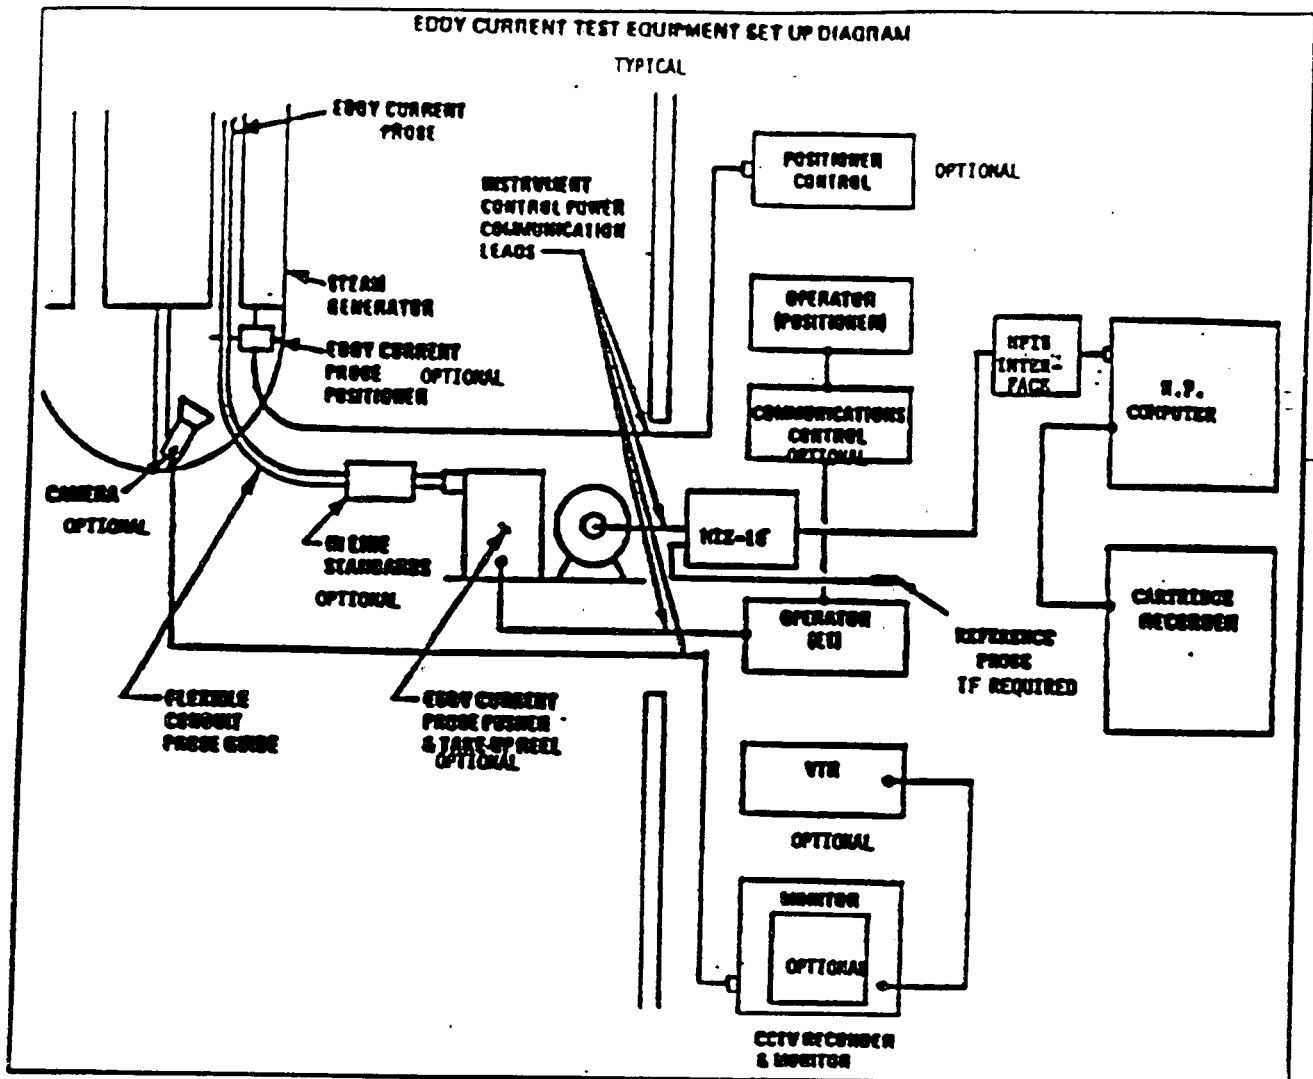 EDDY CURRENT TEST EQUIPMENT SET UP DIAGRAM
TYPICAL
EDDY CURRENT
PROBE
POSITIONER
CONTROL
OPTIONAL
INSTRUMENT
CONTROL POWER
COMMUNICATION
LEADS
STEAM
GENERATOR
OPERATOR
(POSITIONER)
INTER-
FACE
H.P.
COMPUTER
EDDY CURRENT
PROBE OPTIONAL
POSITIONER
COMMUNICATIONS
CONTROL
OPTIONAL
CAMERA
OPTIONAL
IN LINE
STANDARDS
OPTIONAL
MIZ-18
OPERATOR
(ET)
CARTRIDGE
RECORDER
REFERENCE
PROBE
IF REQUIRED
FLEXIBLE
CONDUIT
PROBE GUIDE
EDDY CURRENT
PROBE PUSHER
& TAKE-UP REEL
OPTIONAL
VTR
OPTIONAL
MONITOR
OPTIONAL
CCTV RECORDER
& MONITOR